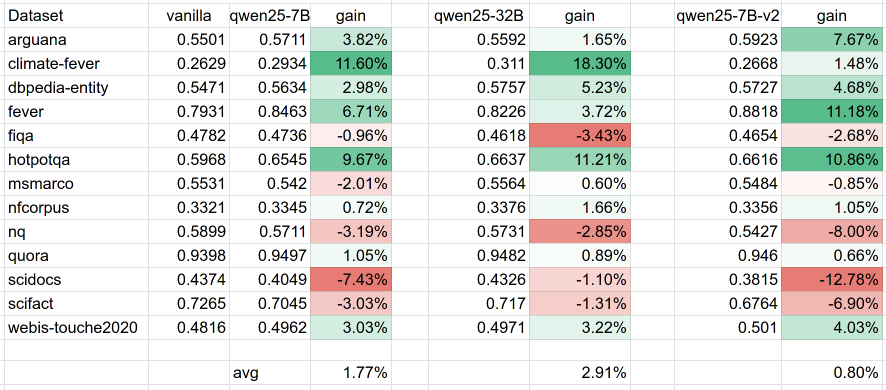 Dataset vanilla qwen25-7B gain qwen25-32B gain qwen25-7B-v2 gain
arguana 0.5501 0.5711 3.82% 0.5592 1.65% 0.5923 7.67%
climate-fever 0.2629 0.2934 11.60% 0.311 18.30% 0.2668 1.48%
dbpedia-entity 0.5471 0.5634 2.98% 0.5757 5.23% 0.5727 4.68%
fever 0.7931 0.8463 6.71% 0.8226 3.72% 0.8818 11.18%
fiqa 0.4782 0.4736 -0.96% 0.4618 -3.43% 0.4654 -2.68%
hotpotqa 0.5968 0.6545 9.67% 0.6637 11.21% 0.6616 10.86%
msmarco 0.5531 0.542 -2.01% 0.5564 0.60% 0.5484 -0.85%
nfcorpus 0.3321 0.3345 0.72% 0.3376 1.66% 0.3356 1.05%
nq 0.5899 0.5711 -3.19% 0.5731 -2.85% 0.5427 -8.00%
quora 0.9398 0.9497 1.05% 0.9482 0.89% 0.946 0.66%
scidocs 0.4374 0.4049 -7.43% 0.4326 -1.10% 0.3815 -12.78%
scifact 0.7265 0.7045 -3.03% 0.717 -1.31% 0.6764 -6.90%
webis-touche2020 0.4816 0.4962 3.03% 0.4971 3.22% 0.501 4.03%
avg 1.77% 2.91% 0.80%